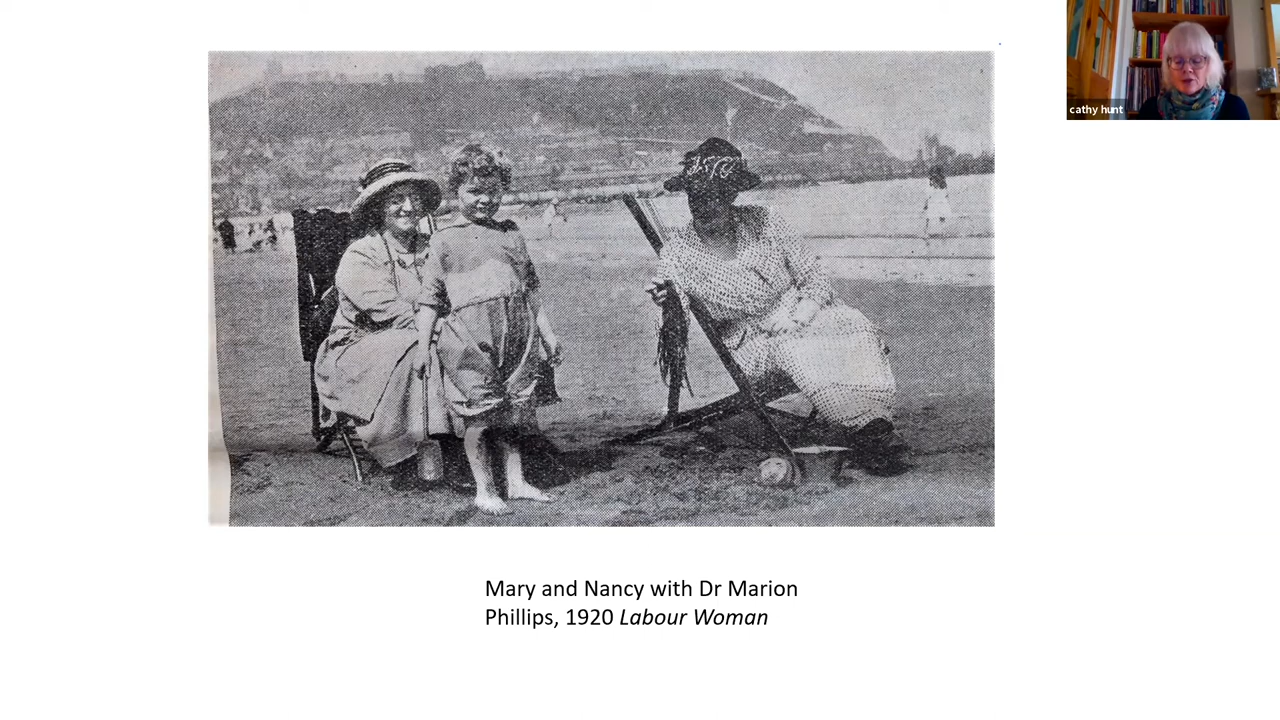 cathy hunt
Mary and Nancy with Dr Marion
Phillips, 1920 Labour Woman